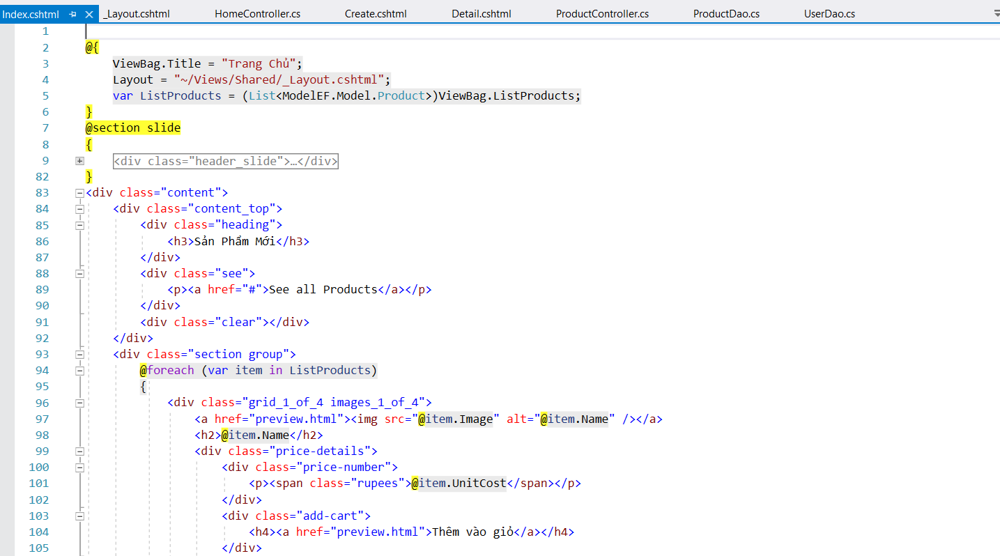 Index.cshtml _Layout.cshtml HomeController.cs Create.cshtml Detail.cshtml ProductController.cs ProductDao.cs UserDao.cs
1
2 @{
3 ViewBag.Title = "Trang Chủ";
4 Layout = "~/Views/Shared/_Layout.cshtml";
5 var ListProducts = (List<ModelEF.Model.Product>)ViewBag.ListProducts;
6 }
7 @section slide
8 {
9 <div class="header_slide">…</div>
82 }
83 <div class="content">
84 <div class="content_top">
85 <div class="heading">
86 <h3>Sản Phẩm Mới</h3>
87 </div>
88 <div class="see">
89 <p><a href="#">See all Products</a></p>
90 </div>
91 <div class="clear"></div>
92 </div>
93 <div class="section group">
94 @foreach (var item in ListProducts)
95 {
96 <div class="grid_1_of_4 images_1_of_4">
97 <a href="preview.html"><img src="@item.Image" alt="@item.Name" /></a>
98 <h2>@item.Name</h2>
99 <div class="price-details">
100 <div class="price-number">
101 <p><span class="rupees">@item.UnitCost</span></p>
102 </div>
103 <div class="add-cart">
104 <h4><a href="preview.html">Thêm vào giỏ</a></h4>
105 </div>